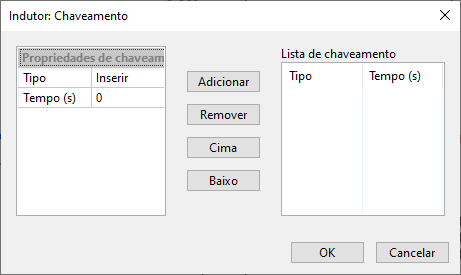 Indutor: Chaveamento
Propriedades de chaveam
Tipo Inserir
Tempo (s) 0
Adicionar
Remover
Cima
Baixo
Lista de chaveamento
Tipo Tempo (s)
OK Cancelar